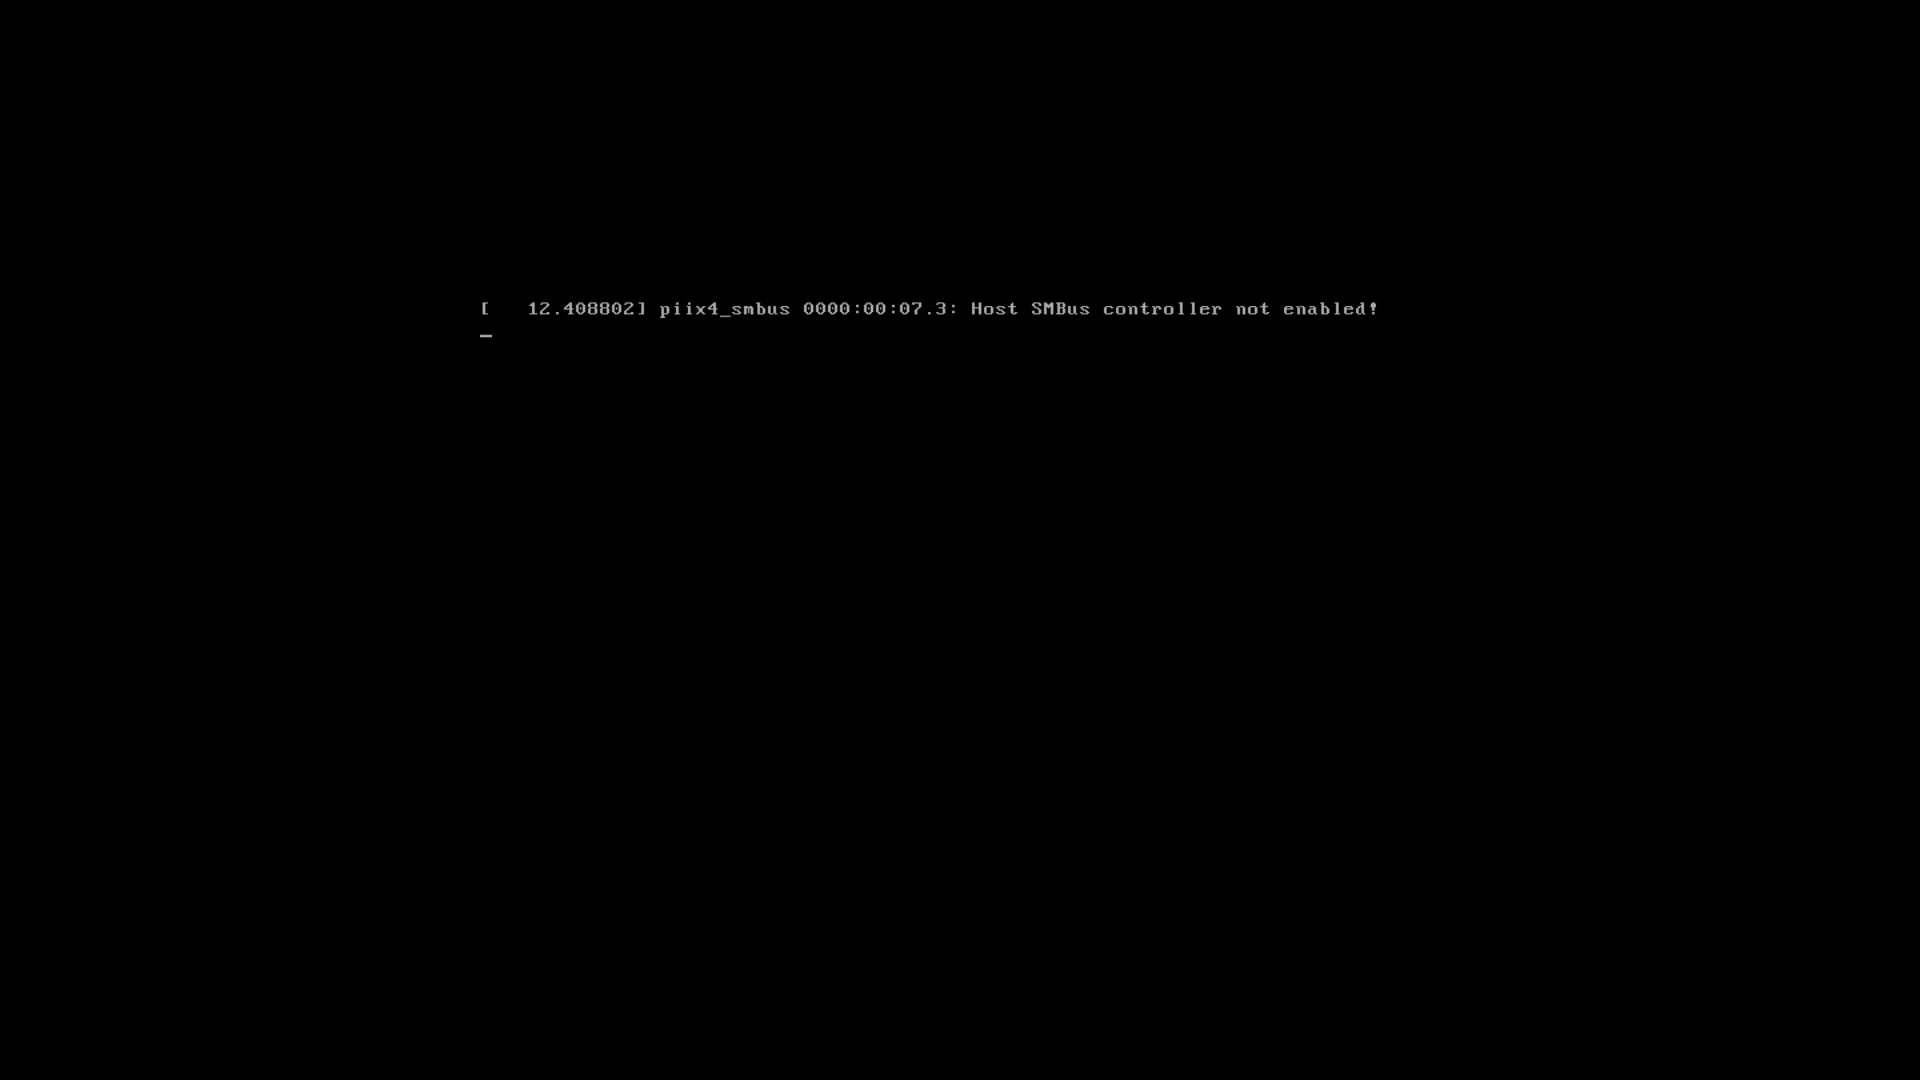 [   12.408802] piix4_smbus 0000:00:07.3: Host SMBus controller not enabled!
_